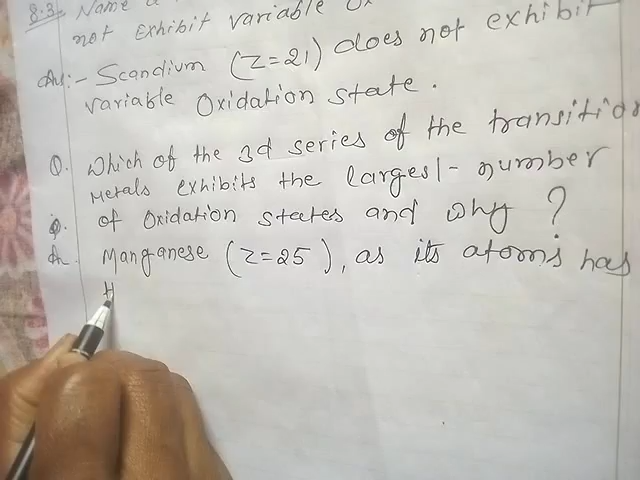 8.3. Name a
not exhibit variable Ox
Ans:- Scandium (Z=21) does not exhibit
variable Oxidation state.
Q. Which of the 3d series of the transition
Metals exhibits the largest number
Q. of Oxidation states and why?
An. Manganese (Z=25), as its atoms has